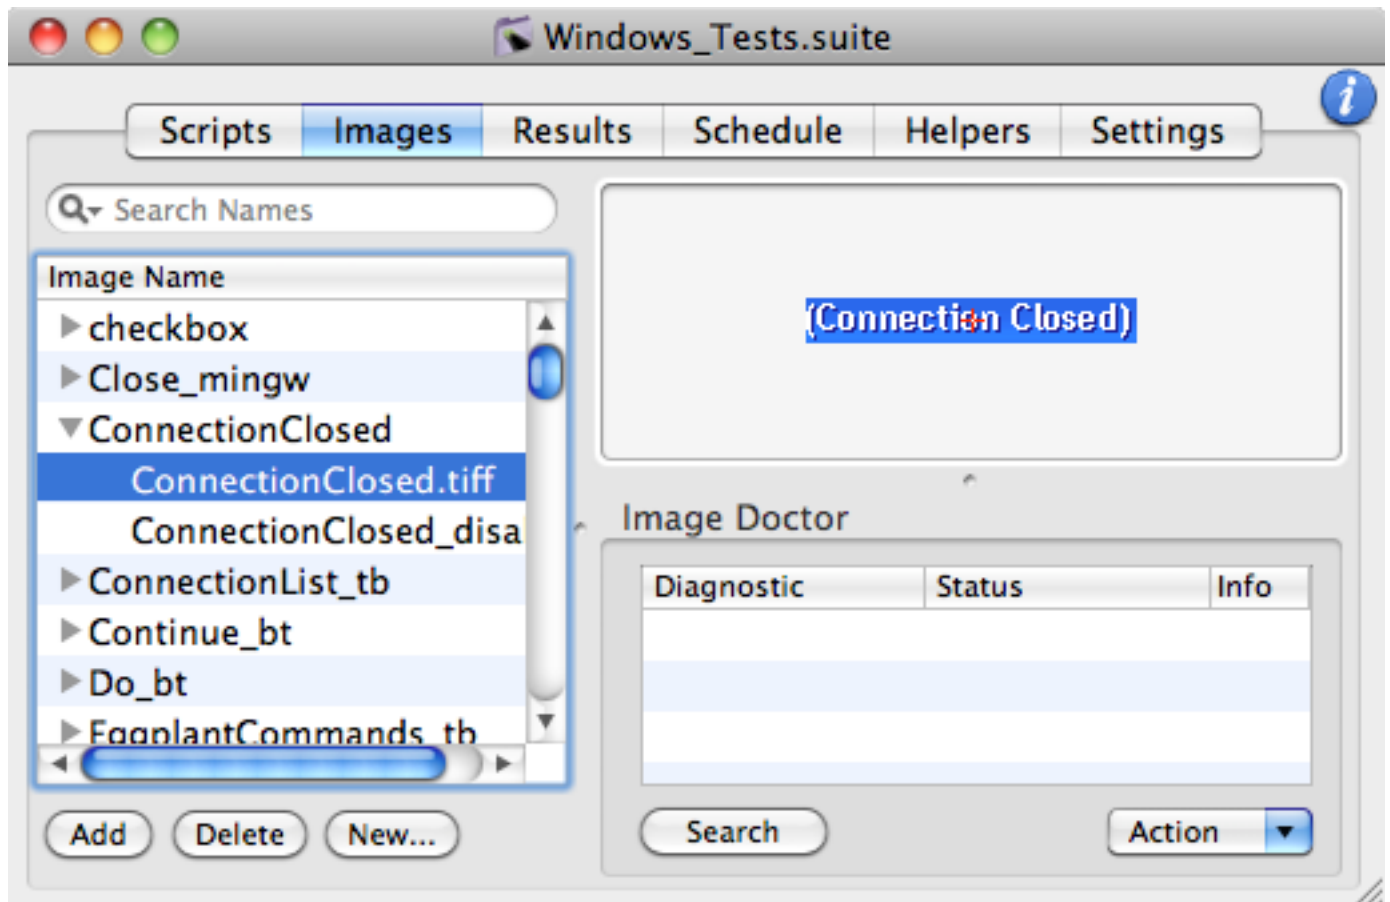 Windows_Tests.suite
i
Scripts Images Results Schedule Helpers Settings
Search Names
Image Name
checkbox
Close_mingw
ConnectionClosed
ConnectionClosed.tiff
ConnectionClosed_disa
ConnectionList_tb
Continue_bt
Do_bt
EggplantCommands_tb
Add Delete New...
(Connection Closed)
Image Doctor
Diagnostic Status Info
Search Action